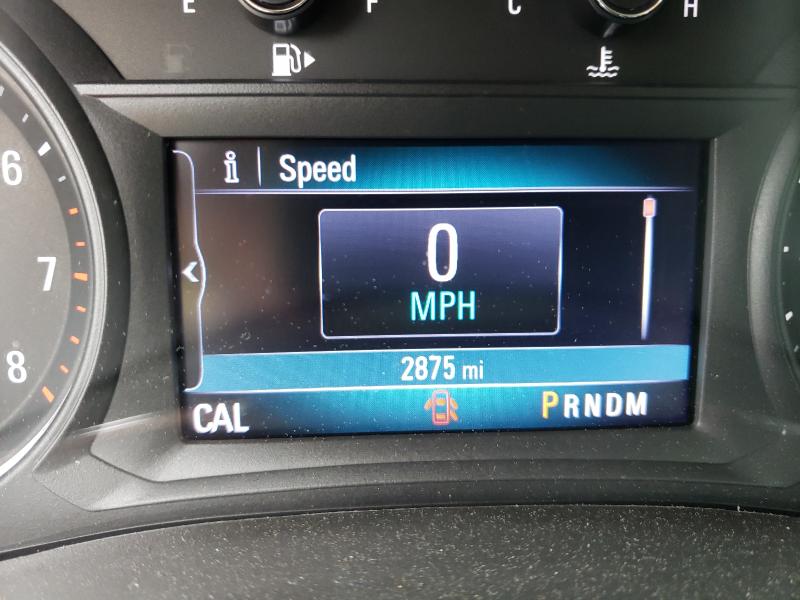 E F C H
i Speed
6
0
7
MPH
8
2875 mi
CAL PRNDM